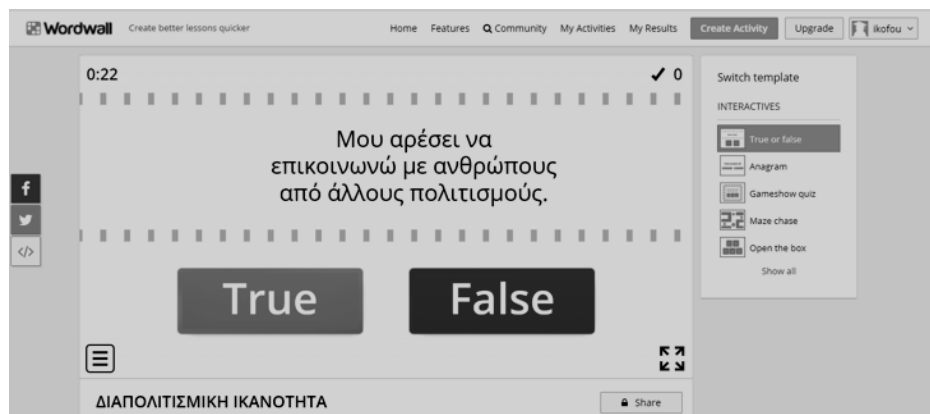 Wordwall Create better lessons quicker Home Features Community My Activities My Results Create Activity Upgrade ikofou
0:22 0
Μου αρέσει να
επικοινωνώ με ανθρώπους
από άλλους πολιτισμούς.
True False
ΔΙΑΠΟΛΙΤΙΣΜΙΚΗ ΙΚΑΝΟΤΗΤΑ Share
Switch template
INTERACTIVES
True or false
Anagram
Gameshow quiz
Maze chase
Open the box
Show all